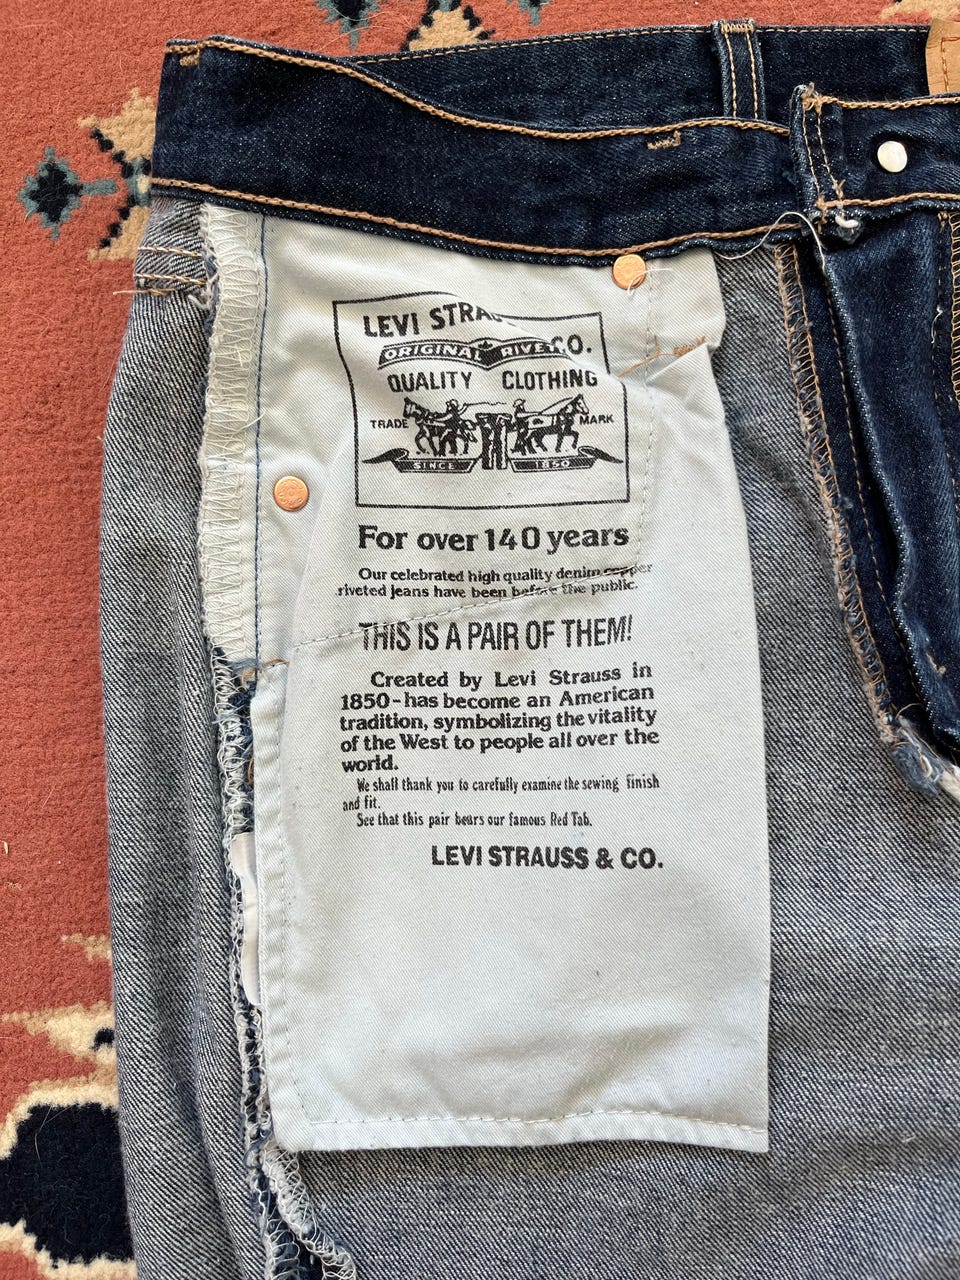 LEVI STRAU
CO.
ORIGINAL RIVETED
QUALITY CLOTHING
TRADE MARK
SINCE 1850
For over 140 years
Our celebrated high quality denim copper
riveted jeans have been before the public.
THIS IS A PAIR OF THEM!
Created by Levi Strauss in
1850-has become an American
tradition, symbolizing the vitality
of the West to people all over the
world.
We shall thank you to carefully examine the sewing finish
and fit.
See that this pair bears our famous Red Tab.
LEVI STRAUSS & CO.